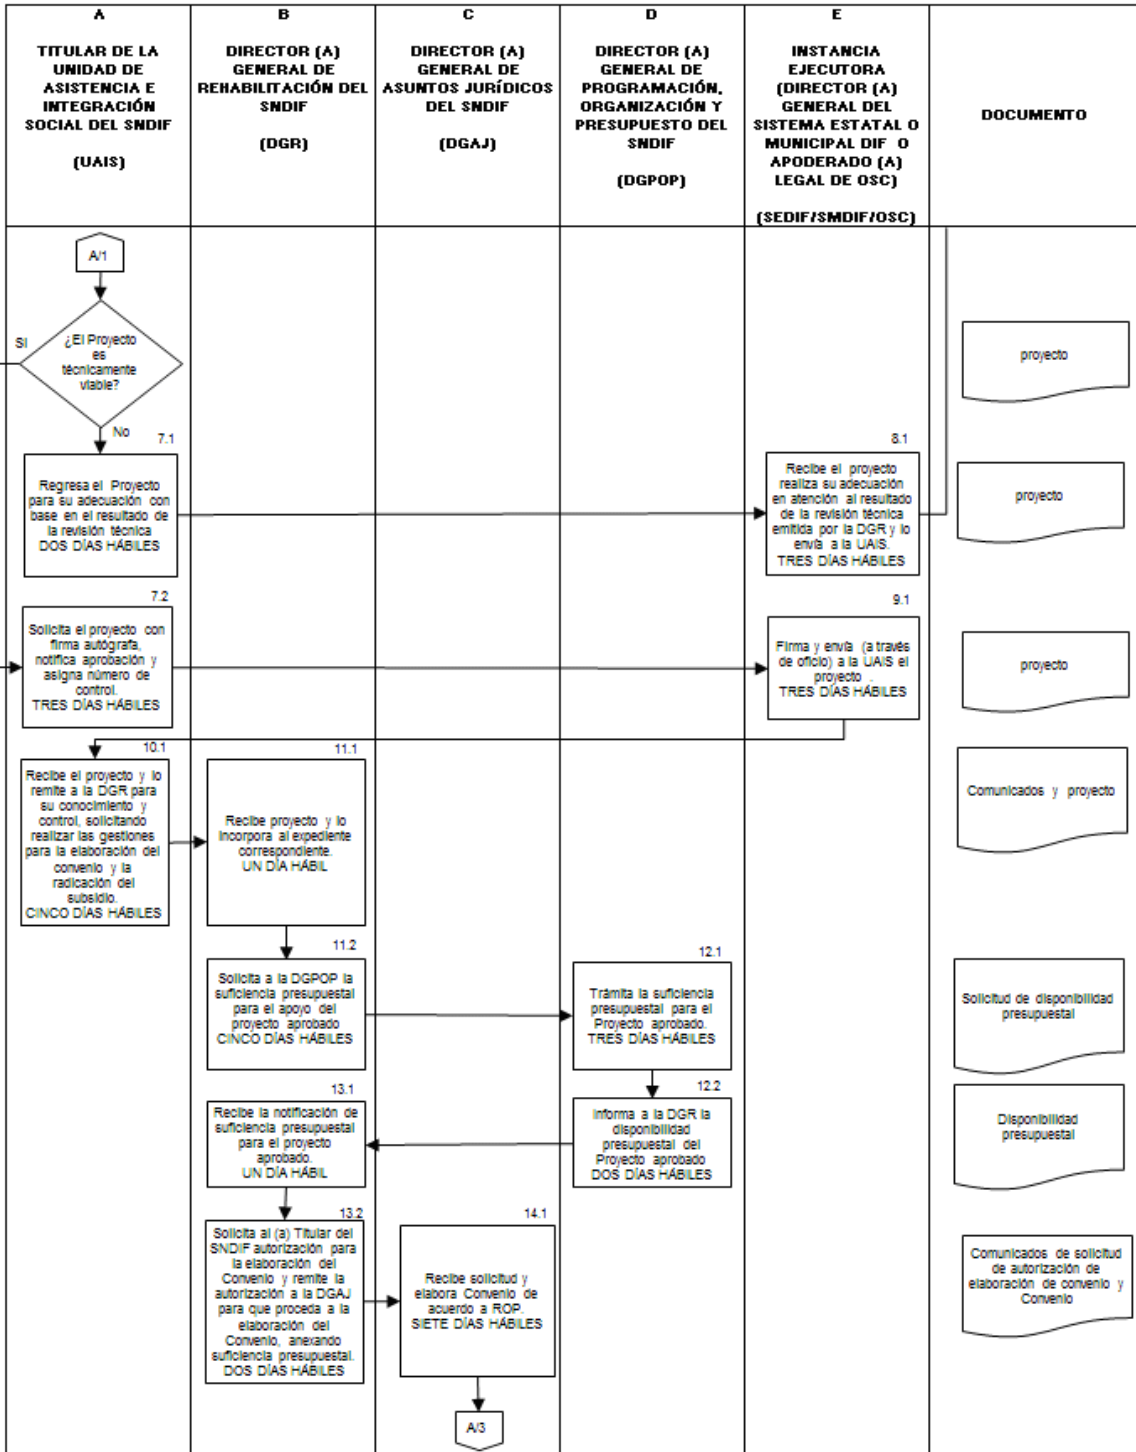 A
TITULAR DE LA
UNIDAD DE
ASISTENCIA E
INTEGRACIÓN
SOCIAL DEL SNDIF
(UAIS)
B
DIRECTOR (A)
GENERAL DE
REHABILITACIÓN DEL
SNDIF
(DGR)
C
DIRECTOR (A)
GENERAL DE
ASUNTOS JURÍDICOS
DEL SNDIF
(DGAJ)
D
DIRECTOR (A)
GENERAL DE
PROGRAMACIÓN,
ORGANIZACIÓN Y
PRESUPUESTO DEL
SNDIF
(DGPOP)
E
INSTANCIA
EJECUTORA
(DIRECTOR (A)
GENERAL DEL
SISTEMA ESTATAL O
MUNICIPAL DIF O
APODERADO (A)
LEGAL DE OSC)
(SEDIF/SMDIF/OSC)
DOCUMENTO
A/1
SI
¿El Proyecto
es
técnicamente
viable?
proyecto
No
7.1
Regresa el Proyecto
para su adecuación con
base en el resultado de
la revisión técnica
DOS DÍAS HÁBILES
8.1
Recibe el proyecto
realiza su adecuación
en atención al resultado
de la revisión técnica
emitida por la DGR y lo
envía a la UAIS.
TRES DÍAS HÁBILES
proyecto
7.2
Solicita el proyecto con
firma autógrafa,
notifica aprobación y
asigna número de
control.
TRES DÍAS HÁBILES
9.1
Firma y envía (a través
de oficio) a la UAIS el
proyecto .
TRES DÍAS HÁBILES
proyecto
10.1
Recibe el proyecto y lo
remite a la DGR para
su conocimiento y
control, solicitando
realizar las gestiones
para la elaboración del
convenio y la
radicación del
subsidio.
CINCO DÍAS HÁBILES
11.1
Recibe proyecto y lo
incorpora al expediente
correspondiente.
UN DÍA HÁBIL
Comunicados y proyecto
11.2
Solicita a la DGPOP la
suficiencia presupuestal
para el apoyo del
proyecto aprobado
CINCO DÍAS HÁBILES
12.1
Trámita la suficiencia
presupuestal para el
Proyecto aprobado.
TRES DÍAS HÁBILES
Solicitud de disponibilidad
presupuestal
13.1
Recibe la notificación de
suficiencia presupuestal
para el proyecto
aprobado.
UN DÍA HÁBIL
12.2
Informa a la DGR la
disponibilidad
presupuestal del
Proyecto aprobado
DOS DÍAS HÁBILES
Disponibilidad
presupuestal
13.2
Solicita al (a) Titular del
SNDIF autorización para
la elaboración del
Convenio y remite la
autorización a la DGAJ
para que proceda a la
elaboración del
Convenio, anexando
suficiencia presupuestal.
DOS DÍAS HÁBILES
14.1
Recibe solicitud y
elabora Convenio de
acuerdo a ROP.
SIETE DÍAS HÁBILES
Comunicados de solicitud
de autorización de
elaboración de convenio y
Convenio
A/3